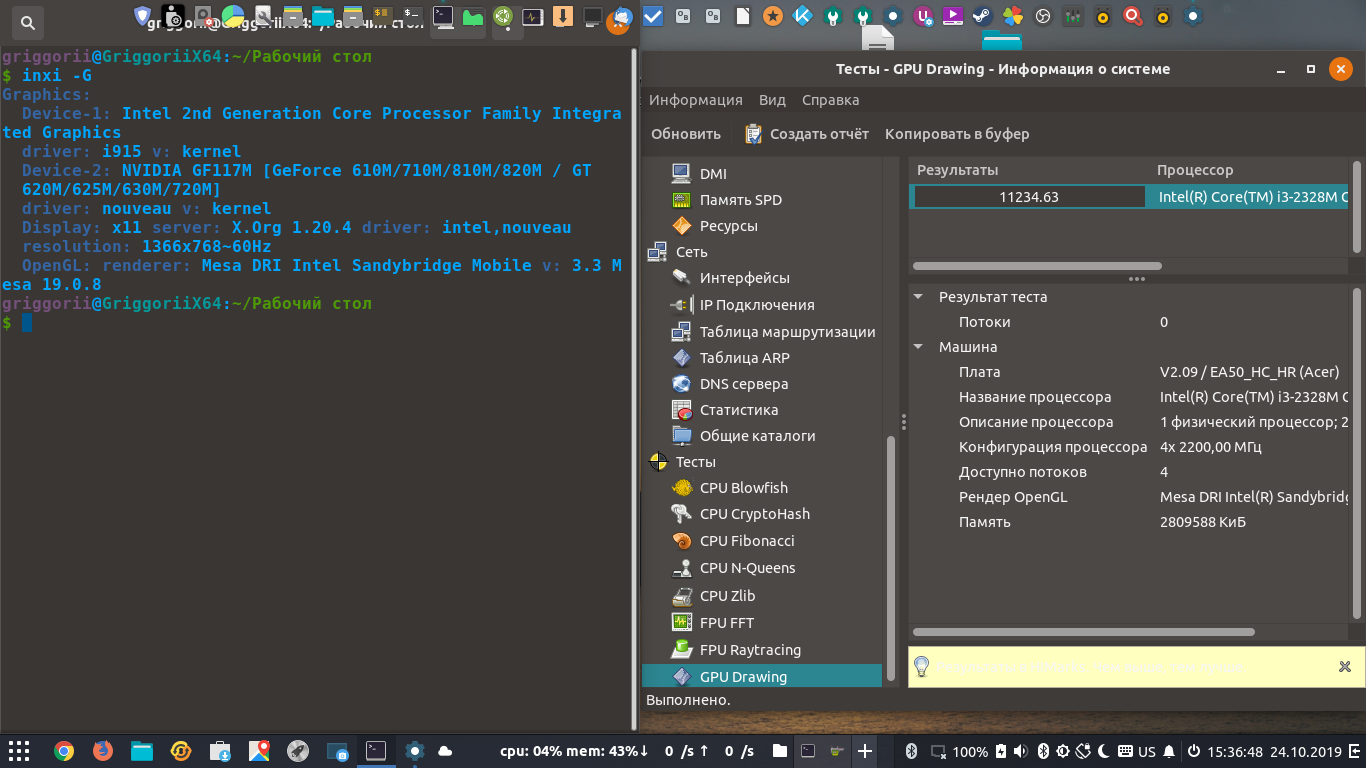 griggorii@GriggoriiX64:~/Рабочий стол
griggorii@GriggoriiX64:~/Рабочий стол
$ inxi -G
Graphics:
Device-1: Intel 2nd Generation Core Processor Family Integra
ted Graphics
driver: i915 v: kernel
Device-2: NVIDIA GF117M [GeForce 610M/710M/810M/820M / GT
620M/625M/630M/720M]
driver: nouveau v: kernel
Display: x11 server: X.Org 1.20.4 driver: intel,nouveau
resolution: 1366x768~60Hz
OpenGL: renderer: Mesa DRI Intel Sandybridge Mobile v: 3.3 M
esa 19.0.8
griggorii@GriggoriiX64:~/Рабочий стол
$
Тесты - GPU Drawing - Информация о системе
Информация Вид Справка
Обновить Создать отчёт Копировать в буфер
DMI
Память SPD
Ресурсы
Сеть
Интерфейсы
IP Подключения
Таблица маршрутизации
Таблица ARP
DNS сервера
Статистика
Общие каталоги
Тесты
CPU Blowfish
CPU CryptoHash
CPU Fibonacci
CPU N-Queens
CPU Zlib
FPU FFT
FPU Raytracing
GPU Drawing
Результаты Процессор
11234.63 Intel(R) Core(TM) i3-2328M C
Результат теста
Потоки 0
Машина
Плата V2.09 / EA50_HC_HR (Acer)
Название процессора Intel(R) Core(TM) i3-2328M C
Описание процессора 1 физический процессор; 2
Конфигурация процессора 4x 2200,00 МГц
Доступно потоков 4
Рендер OpenGL Mesa DRI Intel(R) Sandybridg
Память 2809588 КиБ
Выполнено.
cpu: 04% mem: 43%↓ 0 /s ↑ 0 /s
100% US 15:36:48 24.10.2019